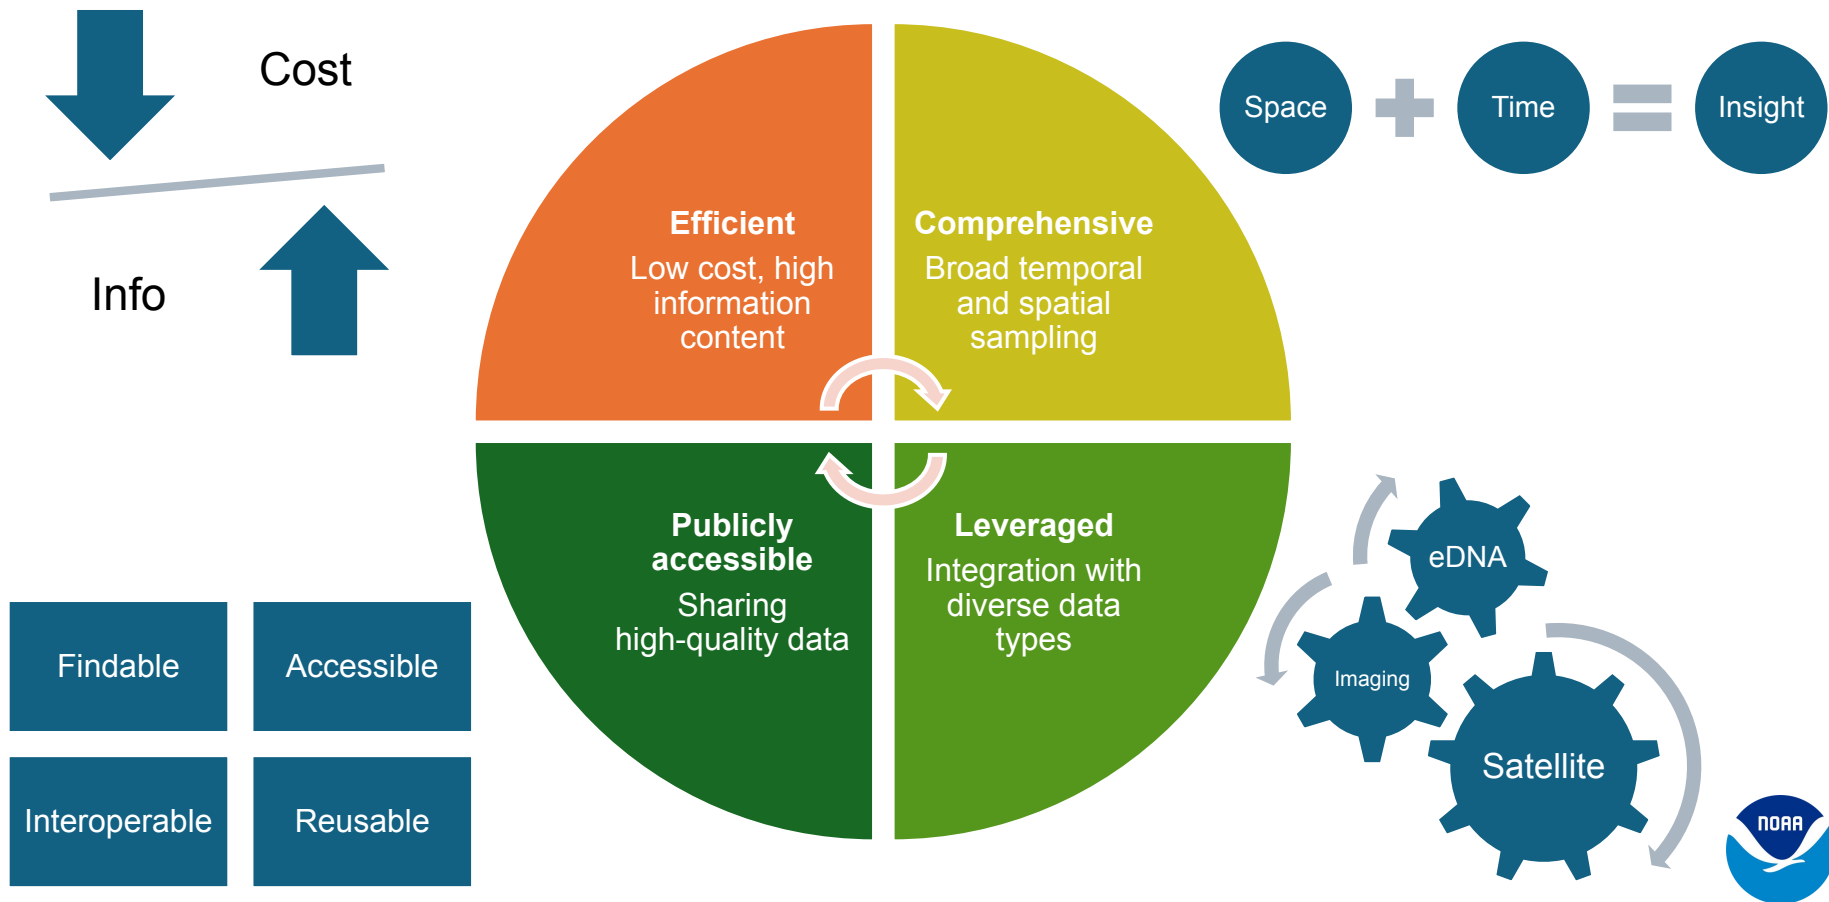 Cost
Info
Efficient
Low cost, high
information
content
Comprehensive
Broad temporal
and spatial
sampling
Space
Time
Insight
Publicly
accessible
Sharing
high-quality data
Leveraged
Integration with
diverse data
types
Findable
Accessible
Interoperable
Reusable
eDNA
Imaging
Satellite
NOAA